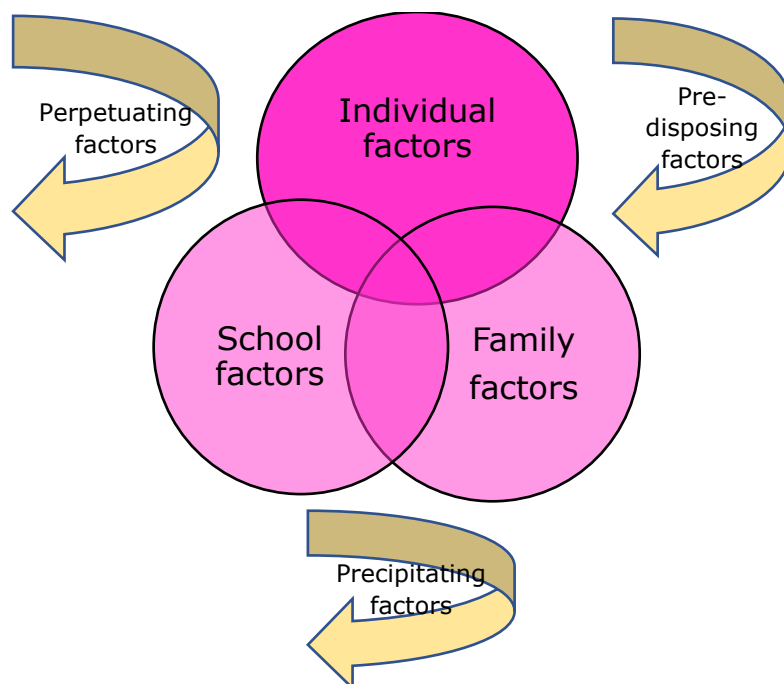 Perpetuating
factors
Individual
factors
Pre-
disposing
factors
School
factors
Family
factors
Precipitating
factors